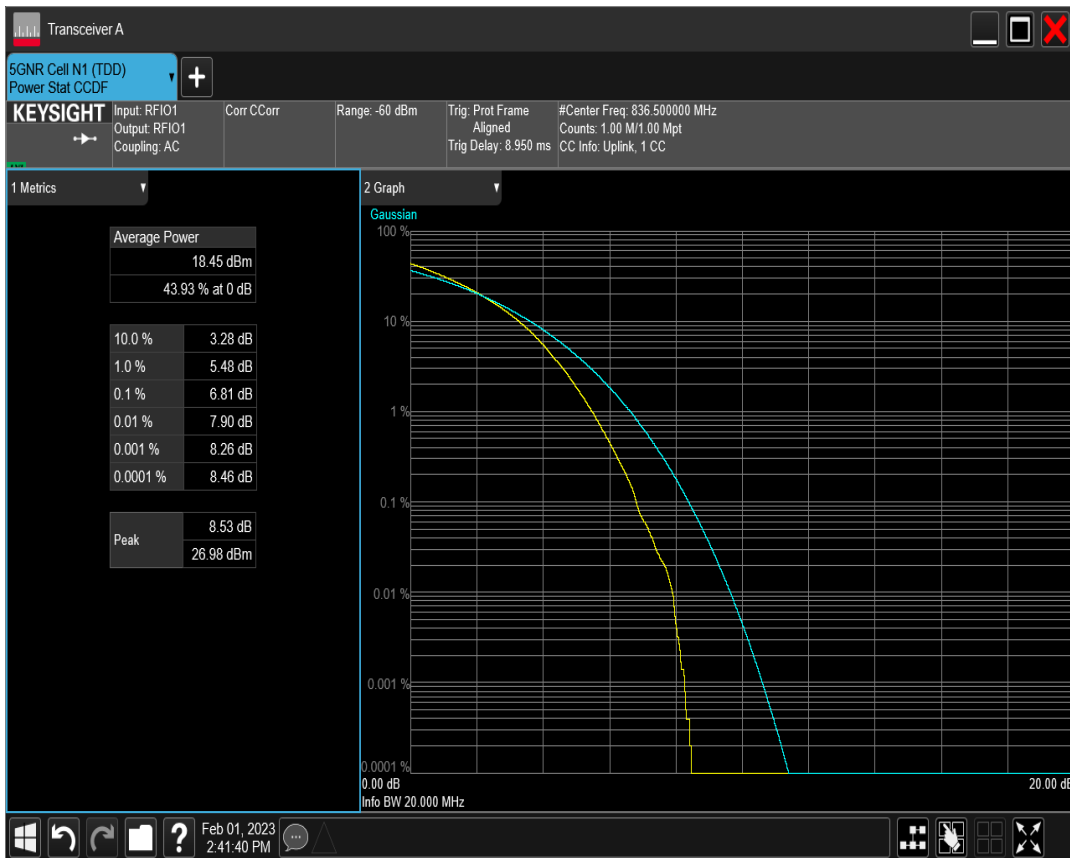 Transceiver A
5GNR Cell N1 (TDD)
Power Stat CCDF
KEYSIGHT
Input: RFIO1
Output: RFIO1
Coupling: AC
Corr CCorr
Range: -60 dBm
Trig: Prot Frame
Aligned
Trig Delay: 8.950 ms
#Center Freq: 836.500000 MHz
Counts: 1.00 M/1.00 Mpt
CC Info: Uplink, 1 CC
1 Metrics
Average Power
18.45 dBm
43.93 % at 0 dB
10.0 % 3.28 dB
1.0 % 5.48 dB
0.1 % 6.81 dB
0.01 % 7.90 dB
0.001 % 8.26 dB
0.0001 % 8.46 dB
Peak
8.53 dB
26.98 dBm
2 Graph
Gaussian
100 %
10 %
1 %
0.1 %
0.01 %
0.001 %
0.0001 %
0.00 dB
20.00 dB
Info BW 20.000 MHz
Feb 01, 2023
2:41:40 PM